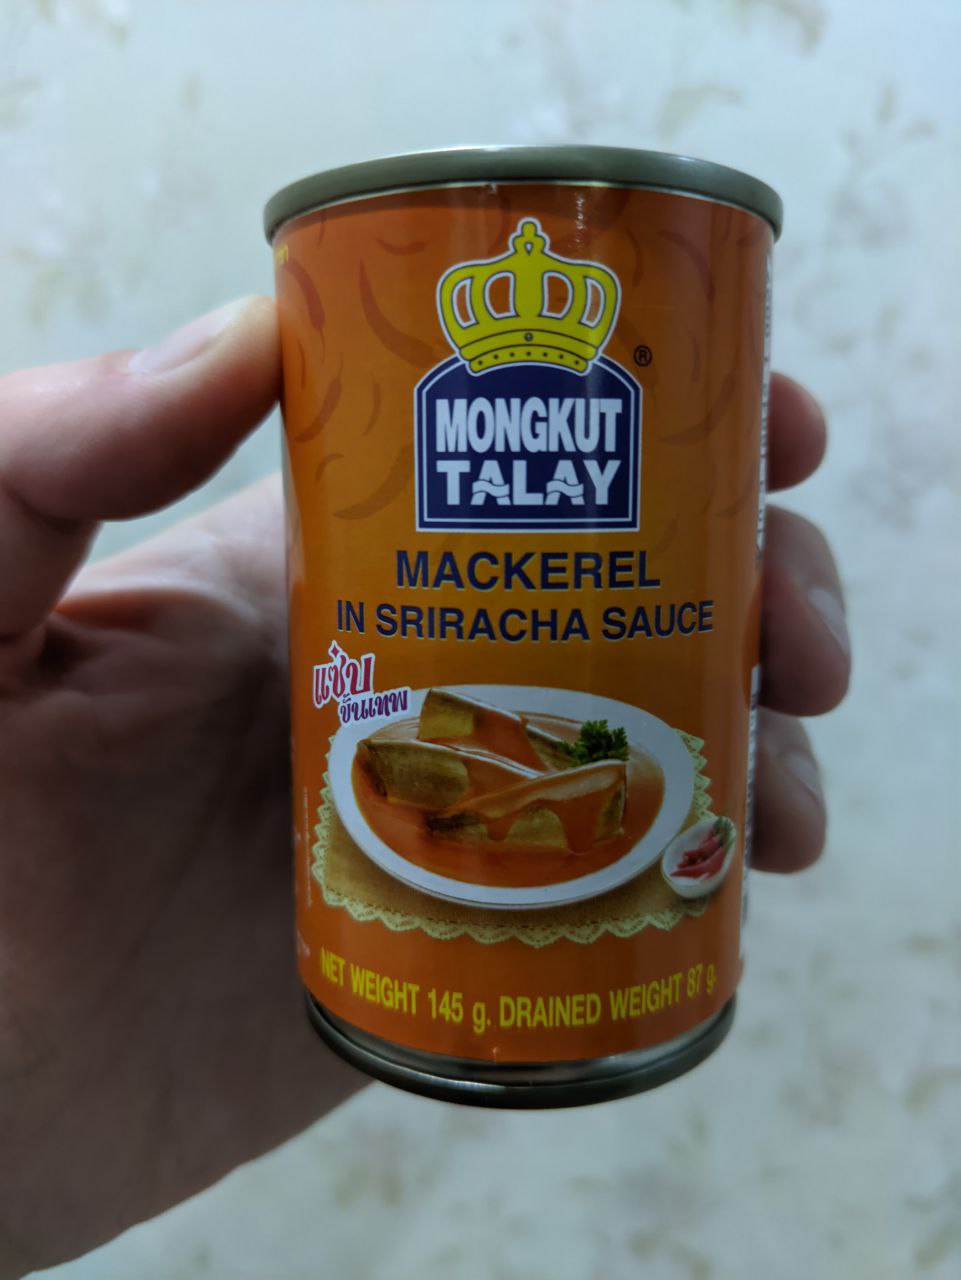 ®
MONGKUT
TALAY
MACKEREL
IN SRIRACHA SAUCE
แซ่บ
ขั้นเทพ
NET WEIGHT 145 g. DRAINED WEIGHT 87 g.